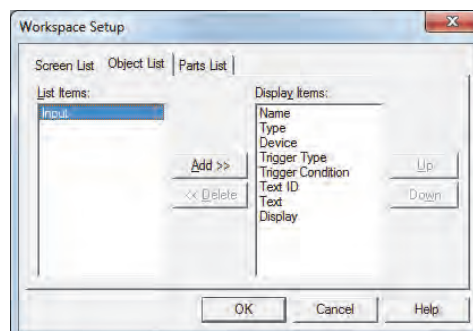 Workspace Setup
Screen List Object List Parts List
List Items:
Input
Display Items:
Name
Type
Device
Trigger Type
Trigger Condition
Text ID
Text
Display
Add >>
<< Delete
Up
Down
OK Cancel Help